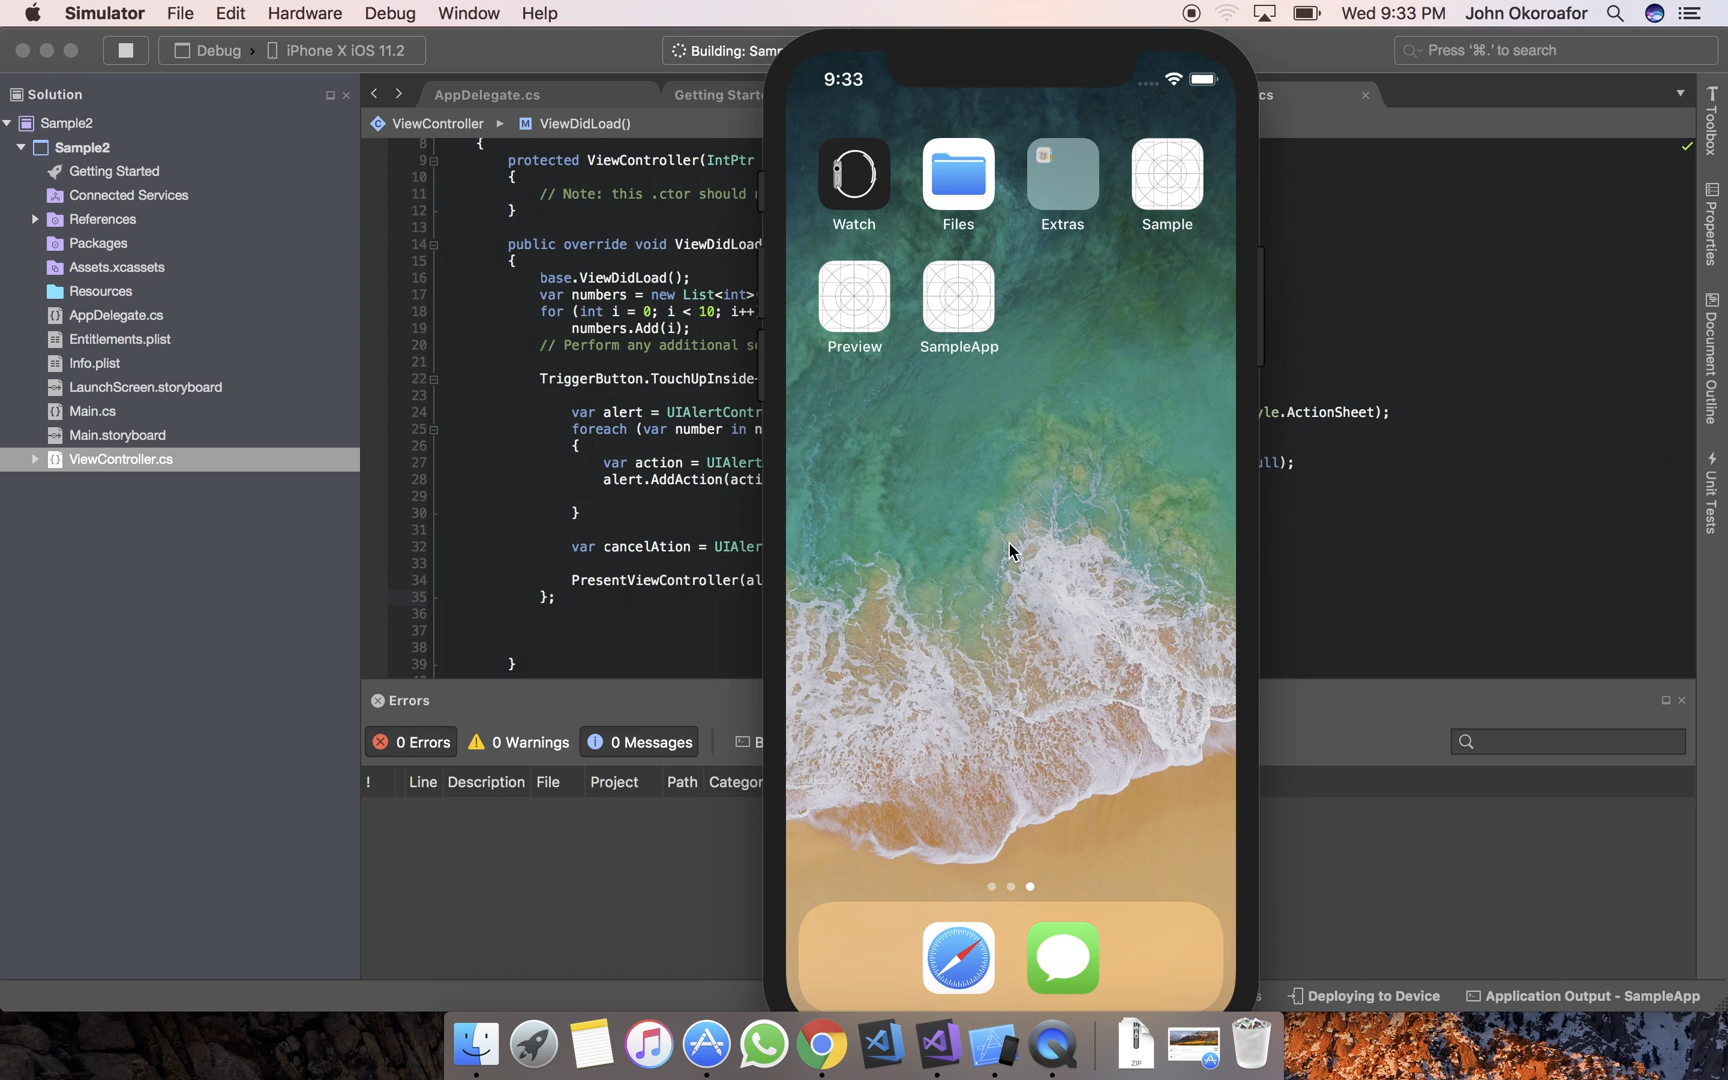 Simulator File Edit Hardware Debug Window Help
Wed 9:33 PM John Okoroafor
Debug › iPhone X iOS 11.2
Building: Sam
Press '⌘.' to search
Solution
Sample2
Sample2
Getting Started
Connected Services
References
Packages
Assets.xcassets
Resources
AppDelegate.cs
Entitlements.plist
Info.plist
LaunchScreen.storyboard
Main.cs
Main.storyboard
ViewController.cs
AppDelegate.cs
Getting Start
cs
ViewController ▸ M ViewDidLoad()
8 {
9 protected ViewController(IntPtr
10 {
11 // Note: this .ctor should
12 }
13
14 public override void ViewDidLoad
15 {
16 base.ViewDidLoad();
17 var numbers = new List<int>
18 for (int i = 0; i < 10; i++
19 numbers.Add(i);
20 // Perform any additional s
21
22 TriggerButton.TouchUpInside
23
24 var alert = UIAlertContr
yle.ActionSheet);
25 foreach (var number in n
26 {
27 var action = UIAlert
ull);
28 alert.AddAction(acti
29
30 }
31
32 var cancelAtion = UIAler
33
34 PresentViewController(al
35 };
36
37
38
39 }
Errors
0 Errors 0 Warnings 0 Messages B
! Line Description File Project Path Categor
9:33
Watch Files Extras Sample
Preview SampleApp
Toolbox
Properties
Document Outline
Unit Tests
s Deploying to Device Application Output - SampleApp
ZIP